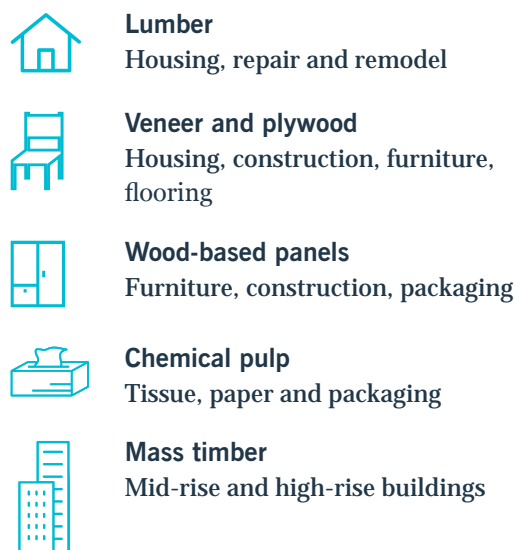 Lumber
Housing, repair and remodel
Veneer and plywood
Housing, construction, furniture,
flooring
Wood-based panels
Furniture, construction, packaging
Chemical pulp
Tissue, paper and packaging
Mass timber
Mid-rise and high-rise buildings